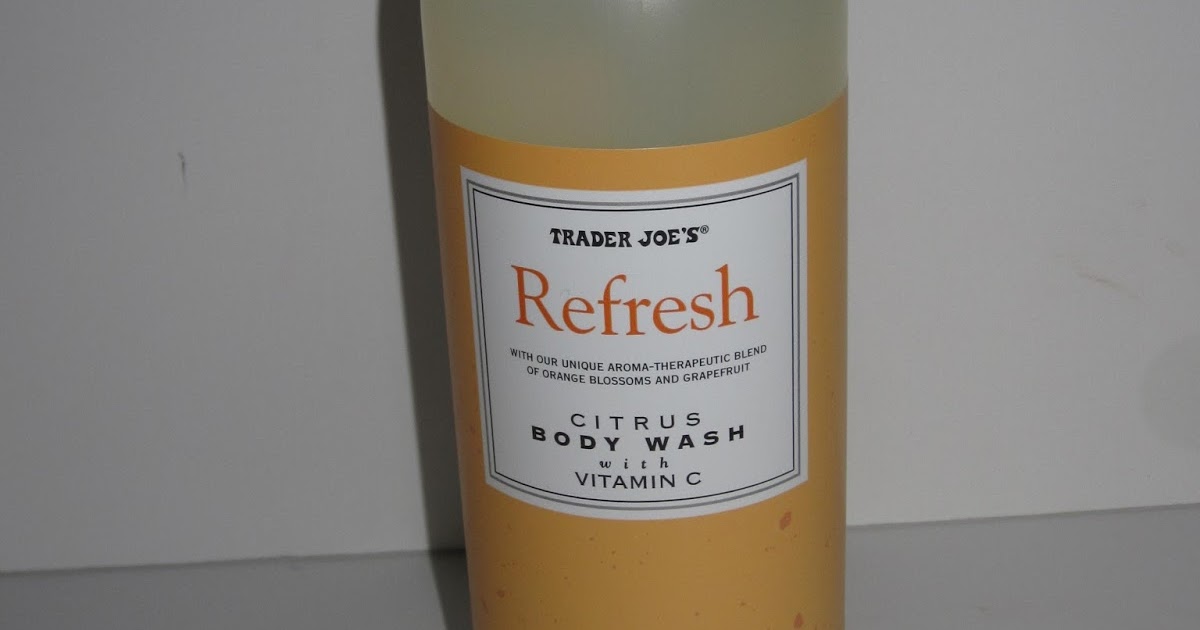 TRADER JOE'S®
Refresh
WITH OUR UNIQUE AROMA-THERAPEUTIC BLEND
OF ORANGE BLOSSOMS AND GRAPEFRUIT
CITRUS
BODY WASH
with
VITAMIN C